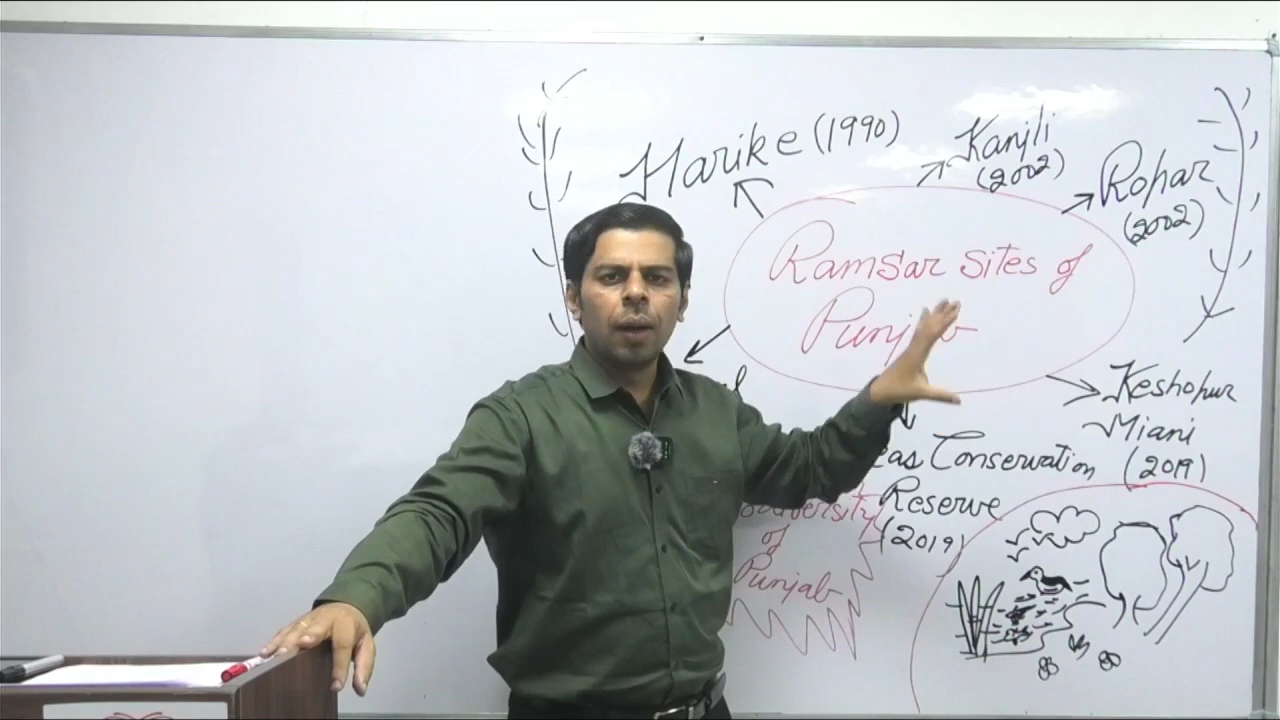 Harike (1990)
Kanjli
(2002)
Ropar
(2002)
Ramsar sites of
Punjab
Keshopur
Miani
(2019)
Conservation
Reserve
(2019)
of
Punjab